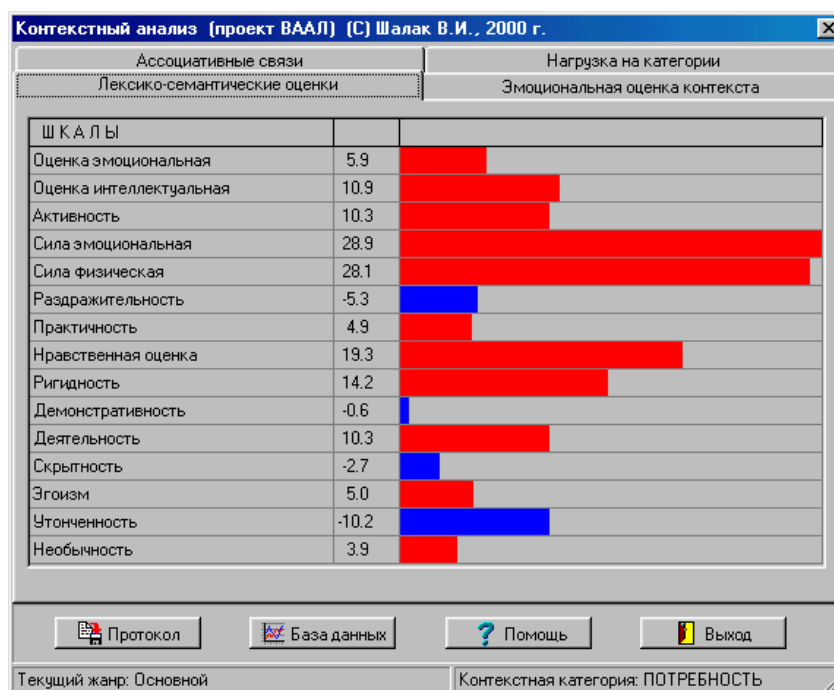 Контекстный анализ (проект ВААЛ) (C) Шалак В.И., 2000 г.
Ассоциативные связи Нагрузка на категории
Лексико-семантические оценки Эмоциональная оценка контекста
ШКАЛЫ
Оценка эмоциональная 5.9
Оценка интеллектуальная 10.9
Активность 10.3
Сила эмоциональная 28.9
Сила физическая 28.1
Раздражительность -5.3
Практичность 4.9
Нравственная оценка 19.3
Ригидность 14.2
Демонстративность -0.6
Деятельность 10.3
Скрытность -2.7
Эгоизм 5.0
Утонченность -10.2
Необычность 3.9
Протокол База данных Помощь Выход
Текущий жанр: Основной Контекстная категория: ПОТРЕБНОСТЬ